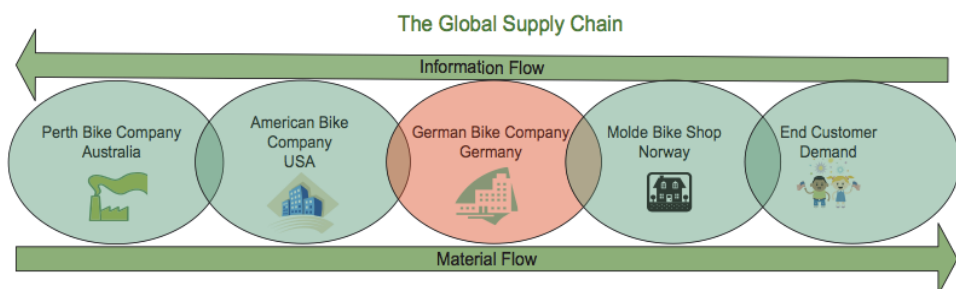 The Global Supply Chain
Information Flow
Perth Bike Company
Australia
American Bike
Company
USA
German Bike Company
Germany
Molde Bike Shop
Norway
End Customer
Demand
Material Flow